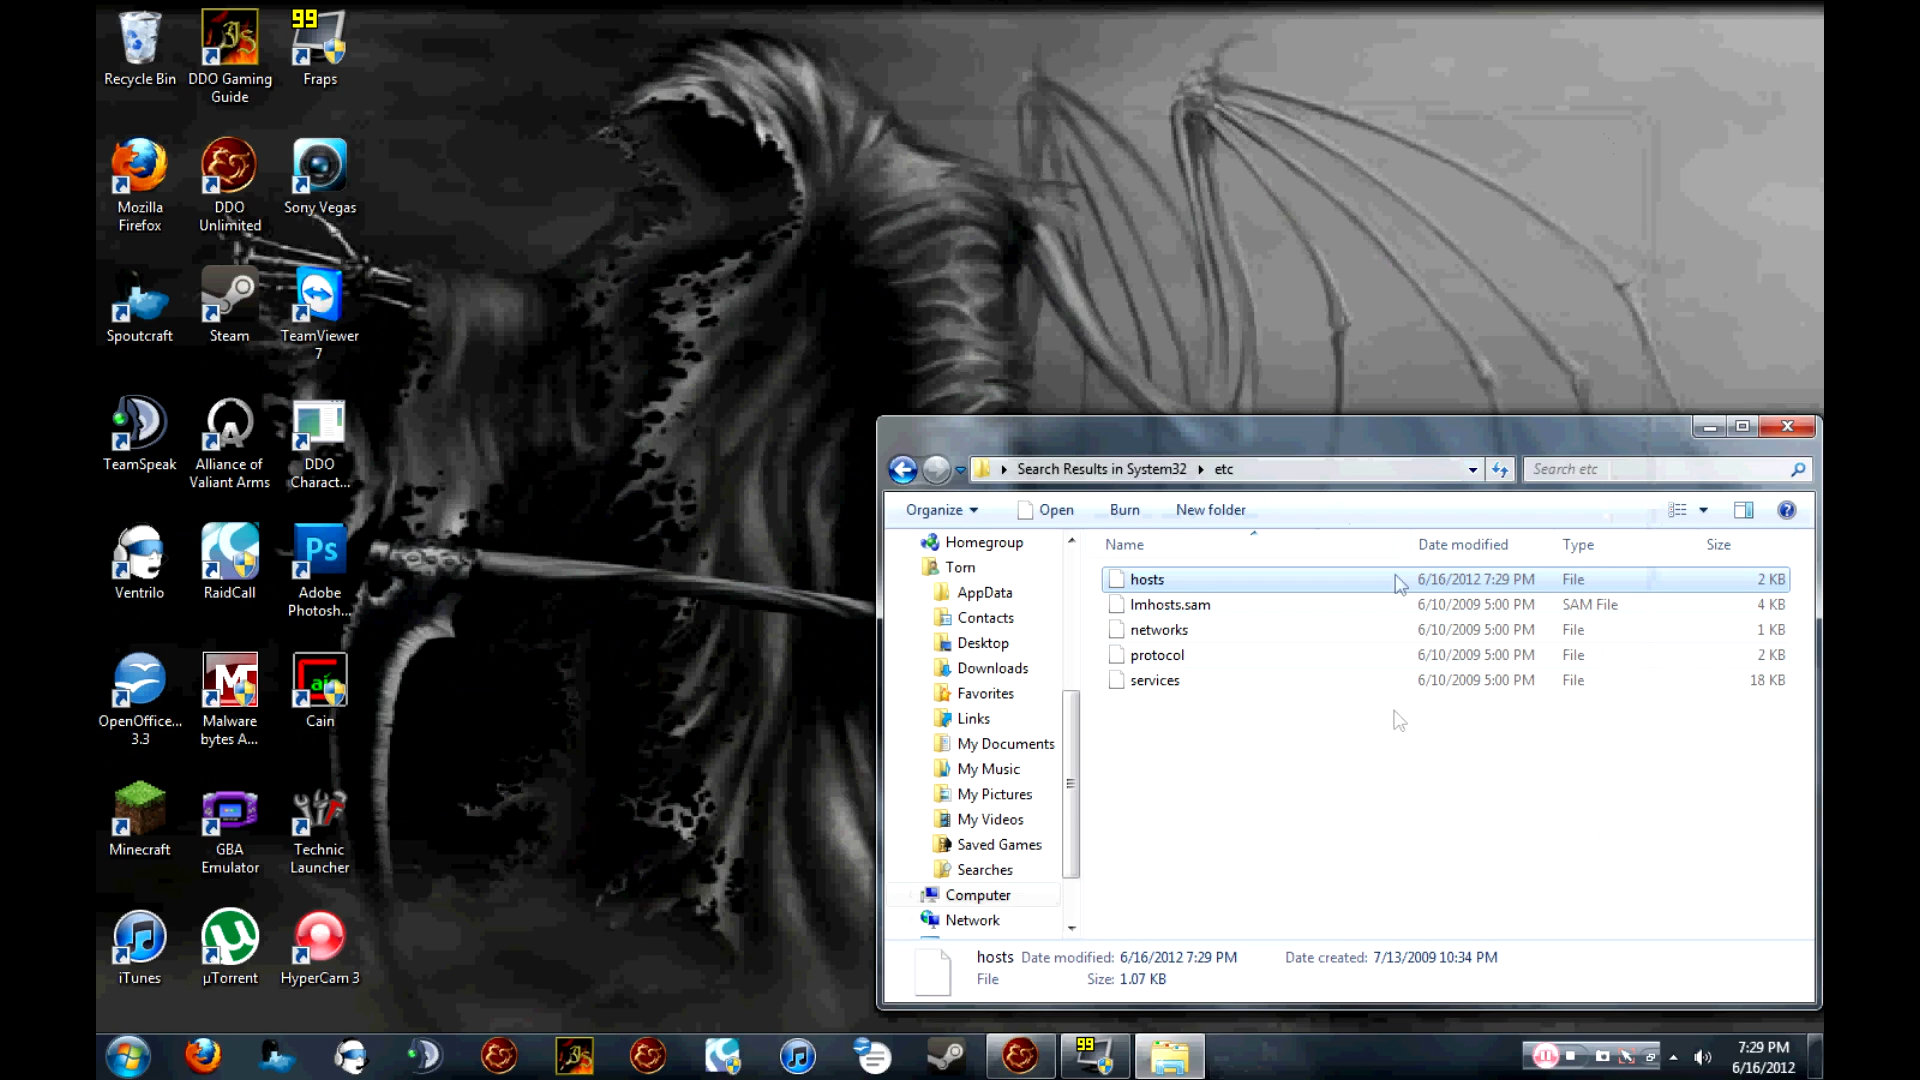 99
Recycle Bin
DDO Gaming
Guide
Fraps
Mozilla
Firefox
DDO
Unlimited
Sony Vegas
Spoutcraft
Steam
TeamViewer
7
TeamSpeak
Alliance of
Valiant Arms
DDO
Charact...
Ps
Ventrilo
RaidCall
Adobe
Photosh...
OpenOffice...
3.3
Malware
bytes A...
Cain
Minecraft
GBA
Emulator
Technic
Launcher
iTunes
µTorrent
HyperCam 3
Search Results in System32
etc
Search etc
Organize
Open
Burn
New folder
Homegroup
Torn
AppData
Contacts
Desktop
Downloads
Favorites
Links
My Documents
My Music
My Pictures
My Videos
Saved Games
Searches
Computer
Network
Name Date modified Type Size
hosts 6/16/2012 7:29 PM File 2 KB
lmhosts.sam 6/10/2009 5:00 PM SAM File 4 KB
networks 6/10/2009 5:00 PM File 1 KB
protocol 6/10/2009 5:00 PM File 2 KB
services 6/10/2009 5:00 PM File 18 KB
hosts Date modified: 6/16/2012 7:29 PM Date created: 7/13/2009 10:34 PM
File Size: 1.07 KB
99
7:29 PM
6/16/2012